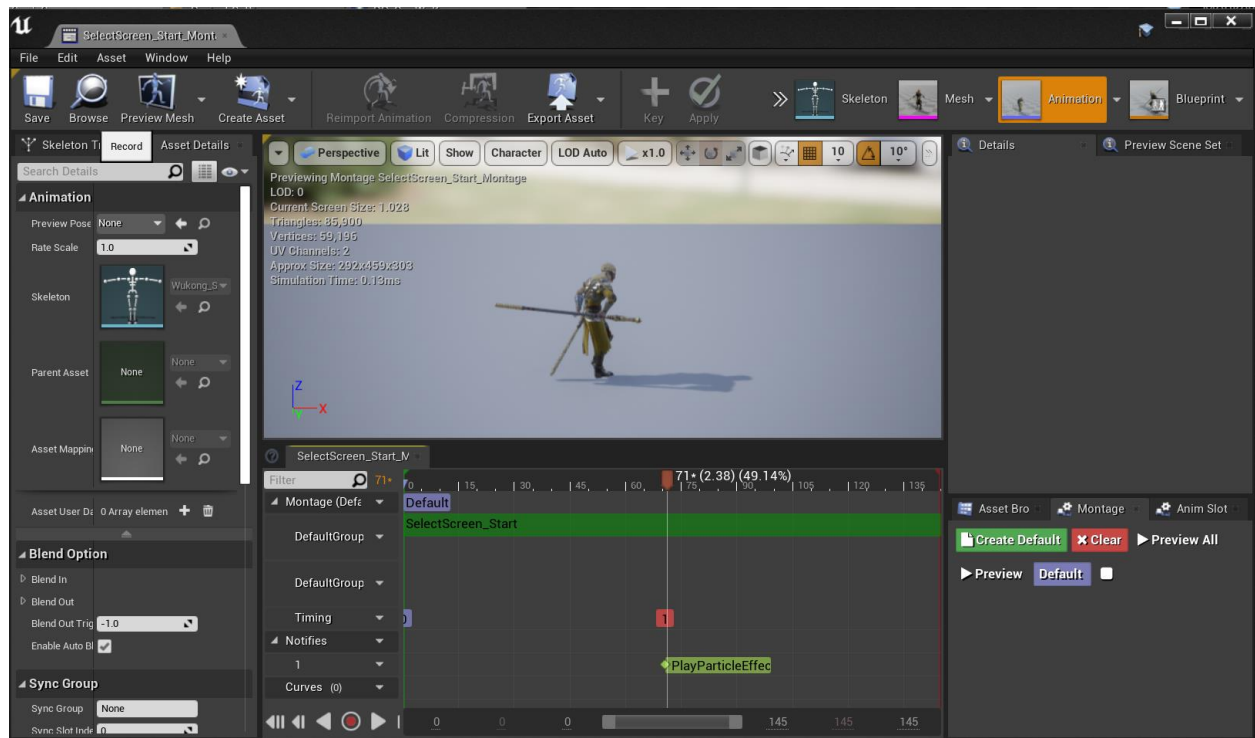 SelectScreen_Start_Mont
File Edit Asset Window Help
Save Browse Preview Mesh Create Asset Reimport Animation Compression Export Asset Key Apply Skeleton Mesh Animation Blueprint
Skeleton T Record Asset Details
Search Details
Animation
Preview Pose None
Rate Scale 1.0
Skeleton Wukong_S
Parent Asset None None
Asset Mapping None None
Asset User Da 0 Array elemen
Blend Option
Blend In
Blend Out
Blend Out Trig -1.0
Enable Auto Bl
Sync Group
Sync Group None
Sync Slot Inde 0
Perspective Lit Show Character LOD Auto x1.0 10 10°
Previewing Montage SelectScreen_Start_Montage
LOD: 0
Current Screen Size: 1.028
Triangles: 85,900
Vertices: 59,196
UV Channels: 2
Approx Size: 292x459x303
Simulation Time: 0.13ms
Z
X
Y
SelectScreen_Start_M
Filter 71*
71* (2.38) (49.14%)
0 15 30 45 60 75 90 105 120 135
Montage (Defa Default
DefaultGroup SelectScreen_Start
DefaultGroup
Timing 1
Notifies
1 PlayParticleEffec
Curves (0)
0 0 0 145 145 145
Details Preview Scene Set
Asset Bro Montage Anim Slot
Create Default Clear Preview All
Preview Default